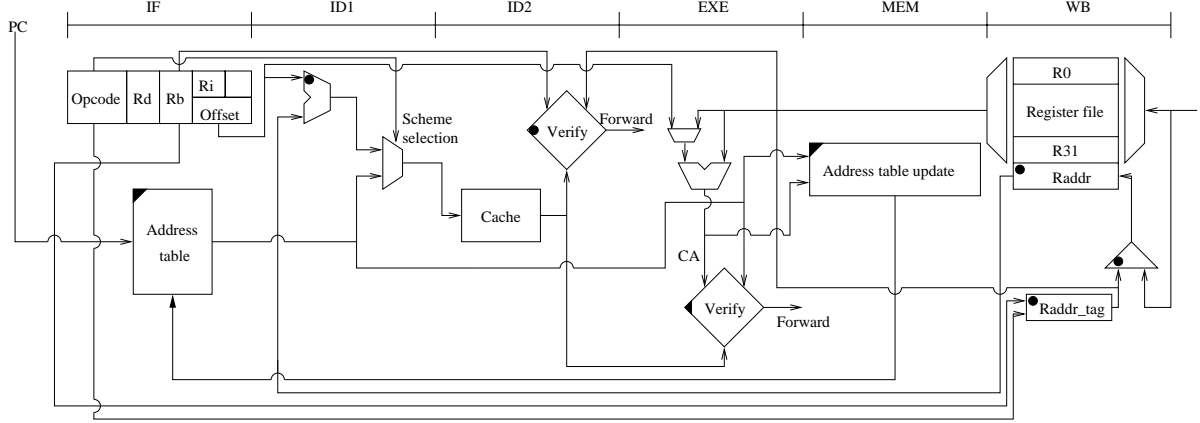 IF ID1 ID2 EXE MEM WB
PC
Opcode Rd Rb Ri
Offset
R0
Register file
R31
Raddr
Scheme
selection
Verify Forward
Address table update
Address
table
Cache
CA
Verify
Forward
Raddr_tag